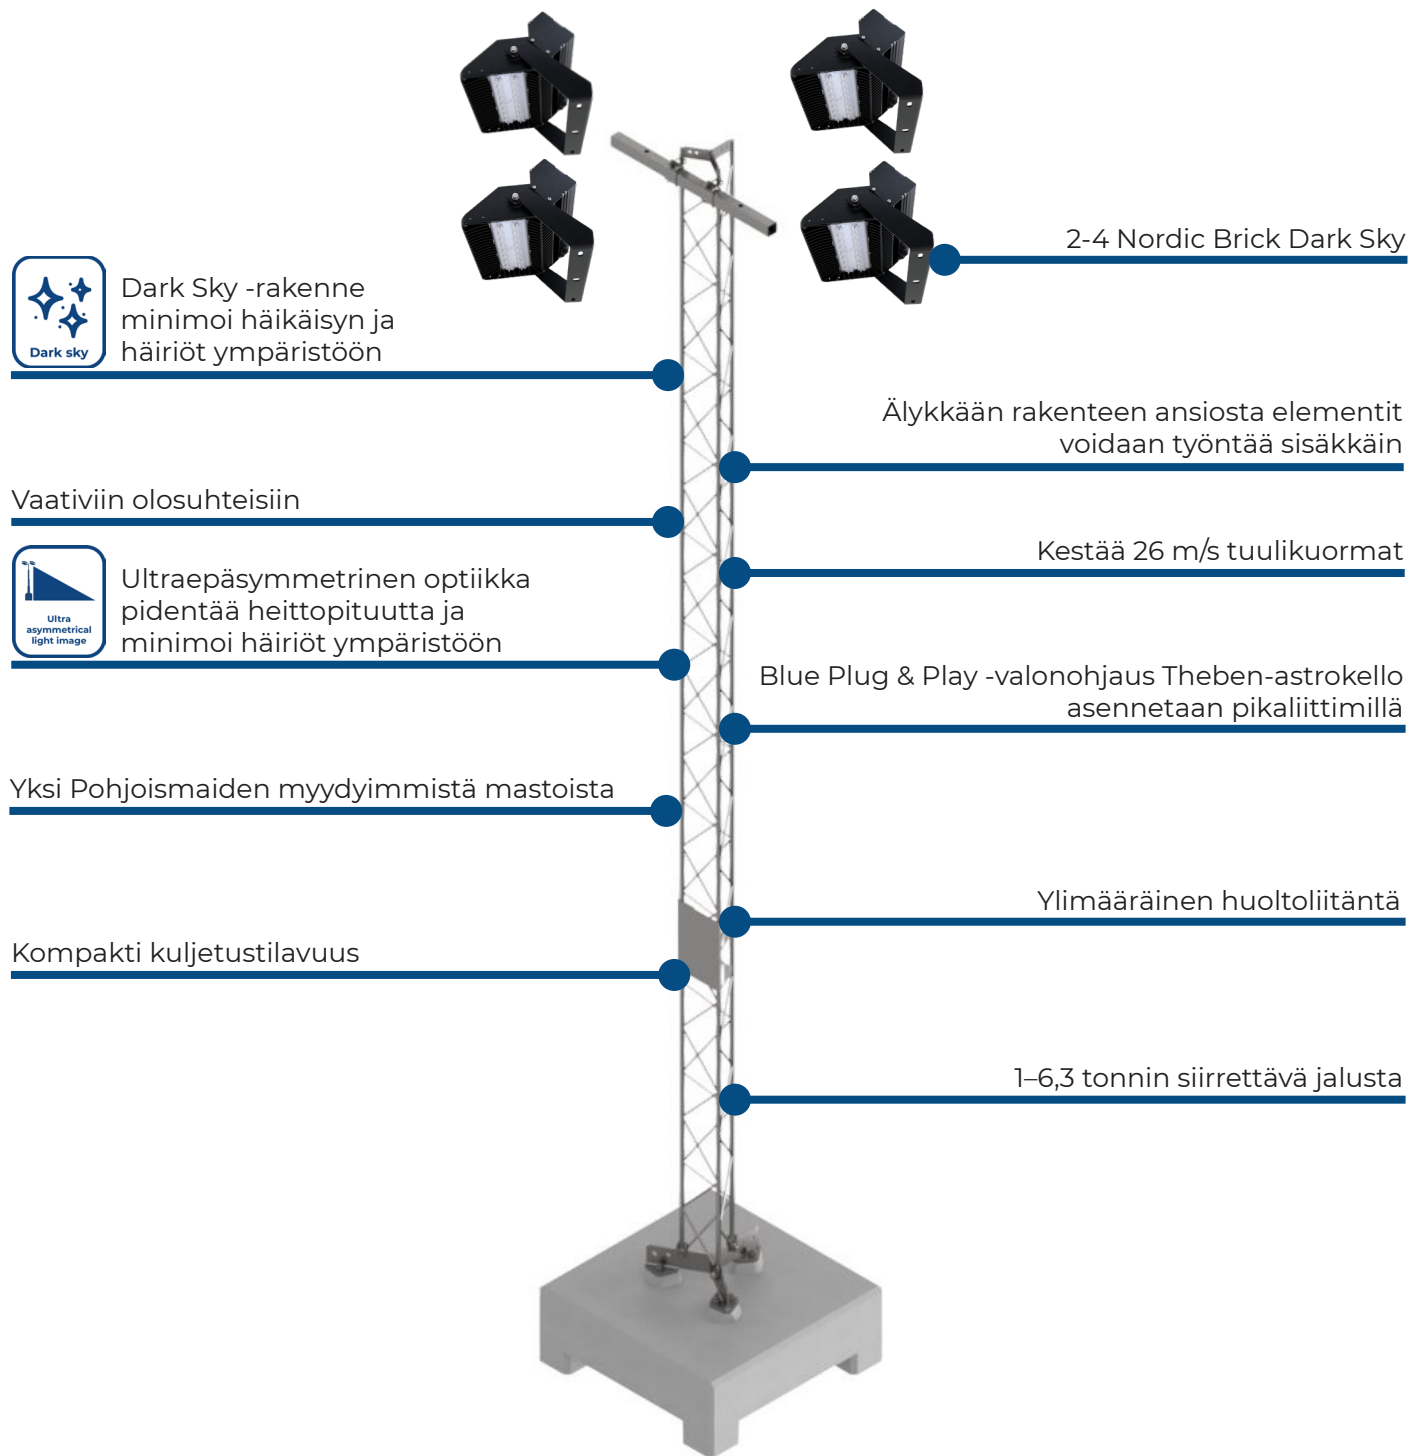 2-4 Nordic Brick Dark Sky
Dark sky
Dark Sky -rakenne
minimoi häikäisyn ja
häiriöt ympäristöön
Älykkään rakenteen ansiosta elementit
voidaan työntää sisäkkäin
Vaativiin olosuhteisiin
Kestää 26 m/s tuulikuormat
Ultra
asymmetrical
light image
Ultraepäsymmetrinen optiikka
pidentää heittopituutta ja
minimoi häiriöt ympäristöön
Blue Plug & Play -valonohjaus Theben-astrokello
asennetaan pikaliittimillä
Yksi Pohjoismaiden myydyimmistä mastoista
Ylimääräinen huoltoliitäntä
Kompakti kuljetustilavuus
1–6,3 tonnin siirrettävä jalusta